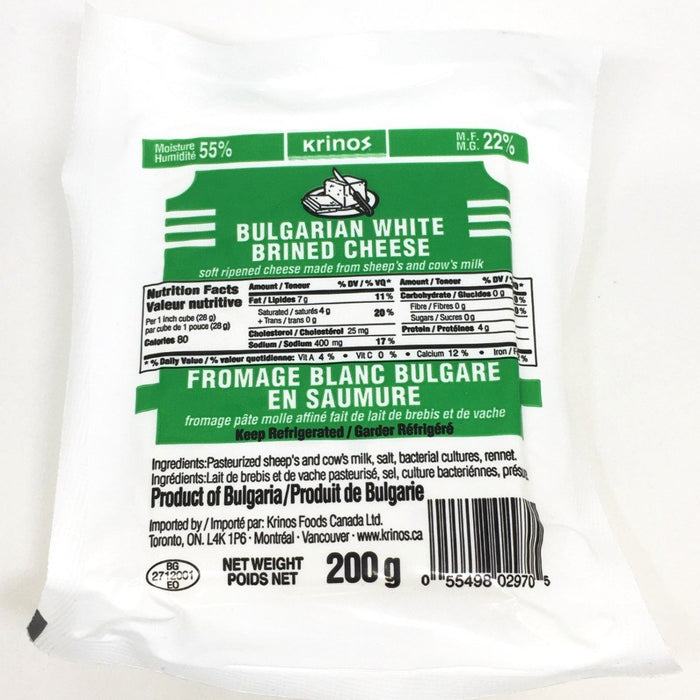 Moisture
Humidité 55%
Krinos
M.F.
M.G. 22%
BULGARIAN WHITE
BRINED CHEESE
soft ripened cheese made from sheep's and cow's milk
Nutrition Facts
Valeur nutritive
Per 1 inch cube (28 g)
par cube de 1 pouce (28 g)
Calories 80
Amount / Teneur % DV / % VQ*
Fat / Lipides 7 g 11 %
Saturated / saturés 4 g
+ Trans / trans 0 g 20 %
Cholesterol / Cholestérol 25 mg
Sodium / Sodium 400 mg 17 %
Amount / Teneur % DV /
Carbohydrate / Glucides 0 g 0 %
Fibre / Fibres 0 g 0 %
Sugars / Sucres 0 g
Protein / Protéines 4 g
* % Daily Value / % valeur quotidienne: Vit A 4 % • Vit C 0 % • Calcium 12 % • Iron /
FROMAGE BLANC BULGARE
EN SAUMURE
fromage pâte molle affiné fait de lait de brebis et de vache
Keep Refrigerated / Garder Réfrigéré
Ingredients:Pasteurized sheep's and cow's milk, salt, bacterial cultures, rennet.
Ingrédients:Lait de brebis et de vache pasteurisé, sel, culture bactériennes,
Product of Bulgaria/Produit de Bulgarie
Imported by / Importé par: Krinos Foods Canada Ltd.
Toronto, ON. L4K 1P6 · Montréal · Vancouver · www.krinos.ca
BG
2712001
EO
NET WEIGHT
POIDS NET 200 g
0 55498 02970 5